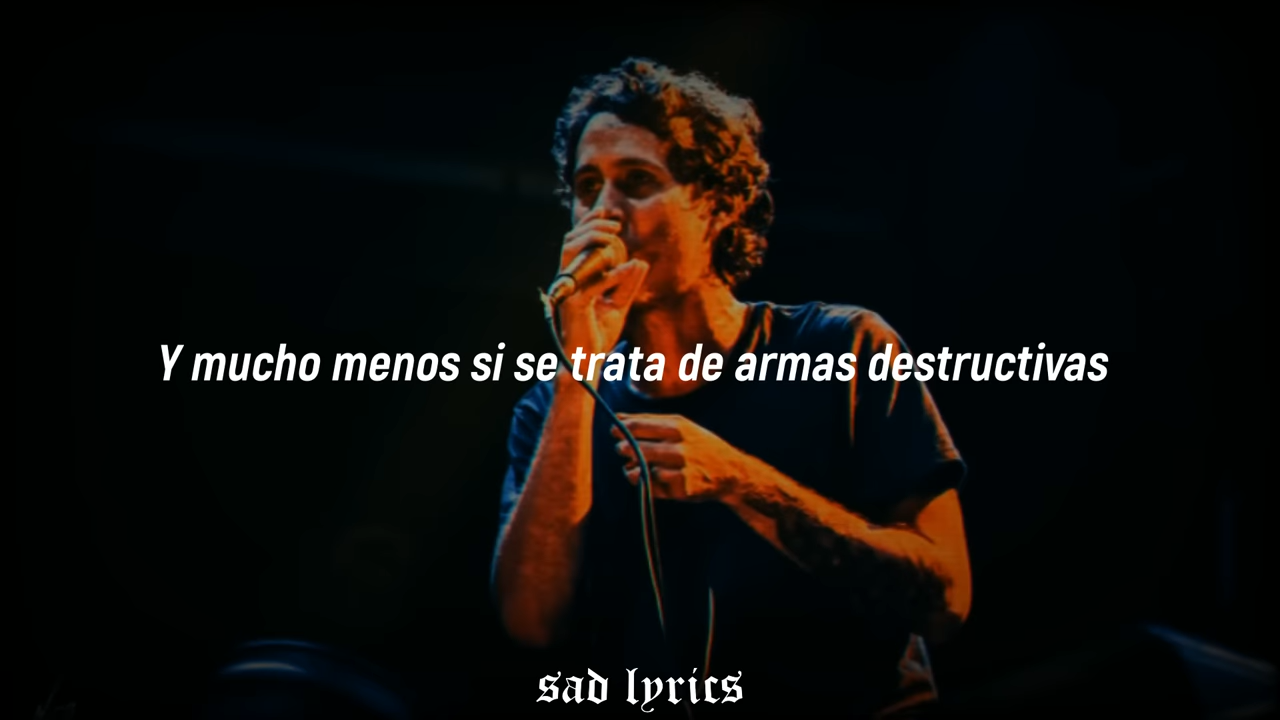 Y mucho menos si se trata de armas destructivas
sad lyrics